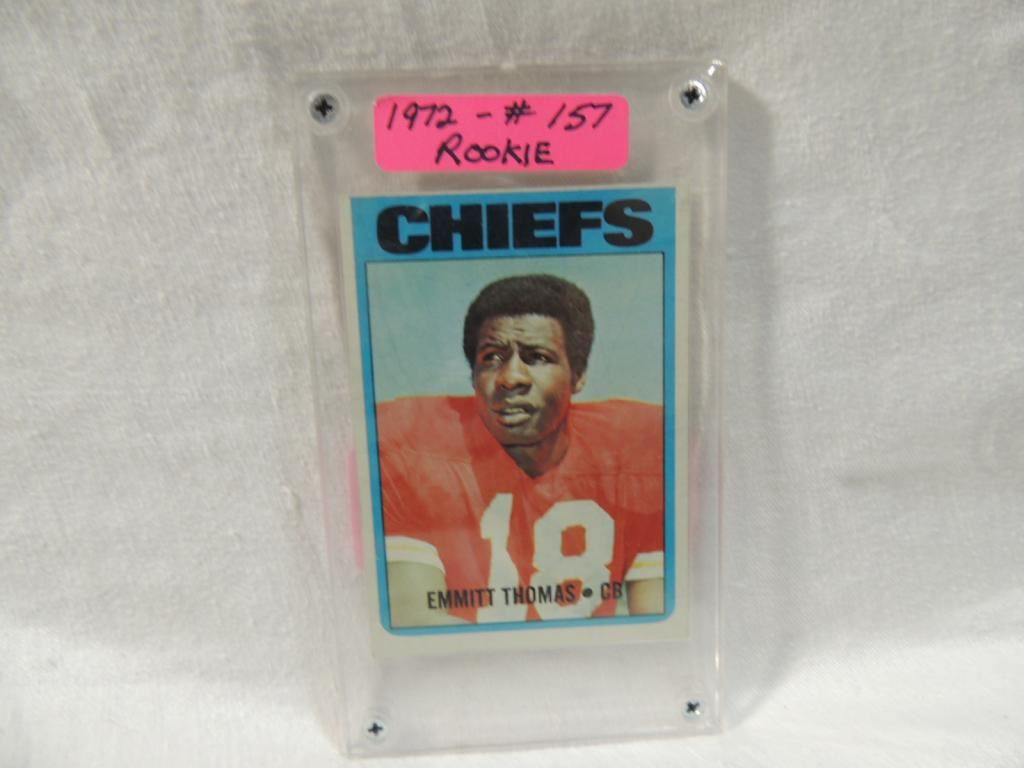 1972 - # 157
ROOKIE
CHIEFS
18
EMMITT THOMAS • CB